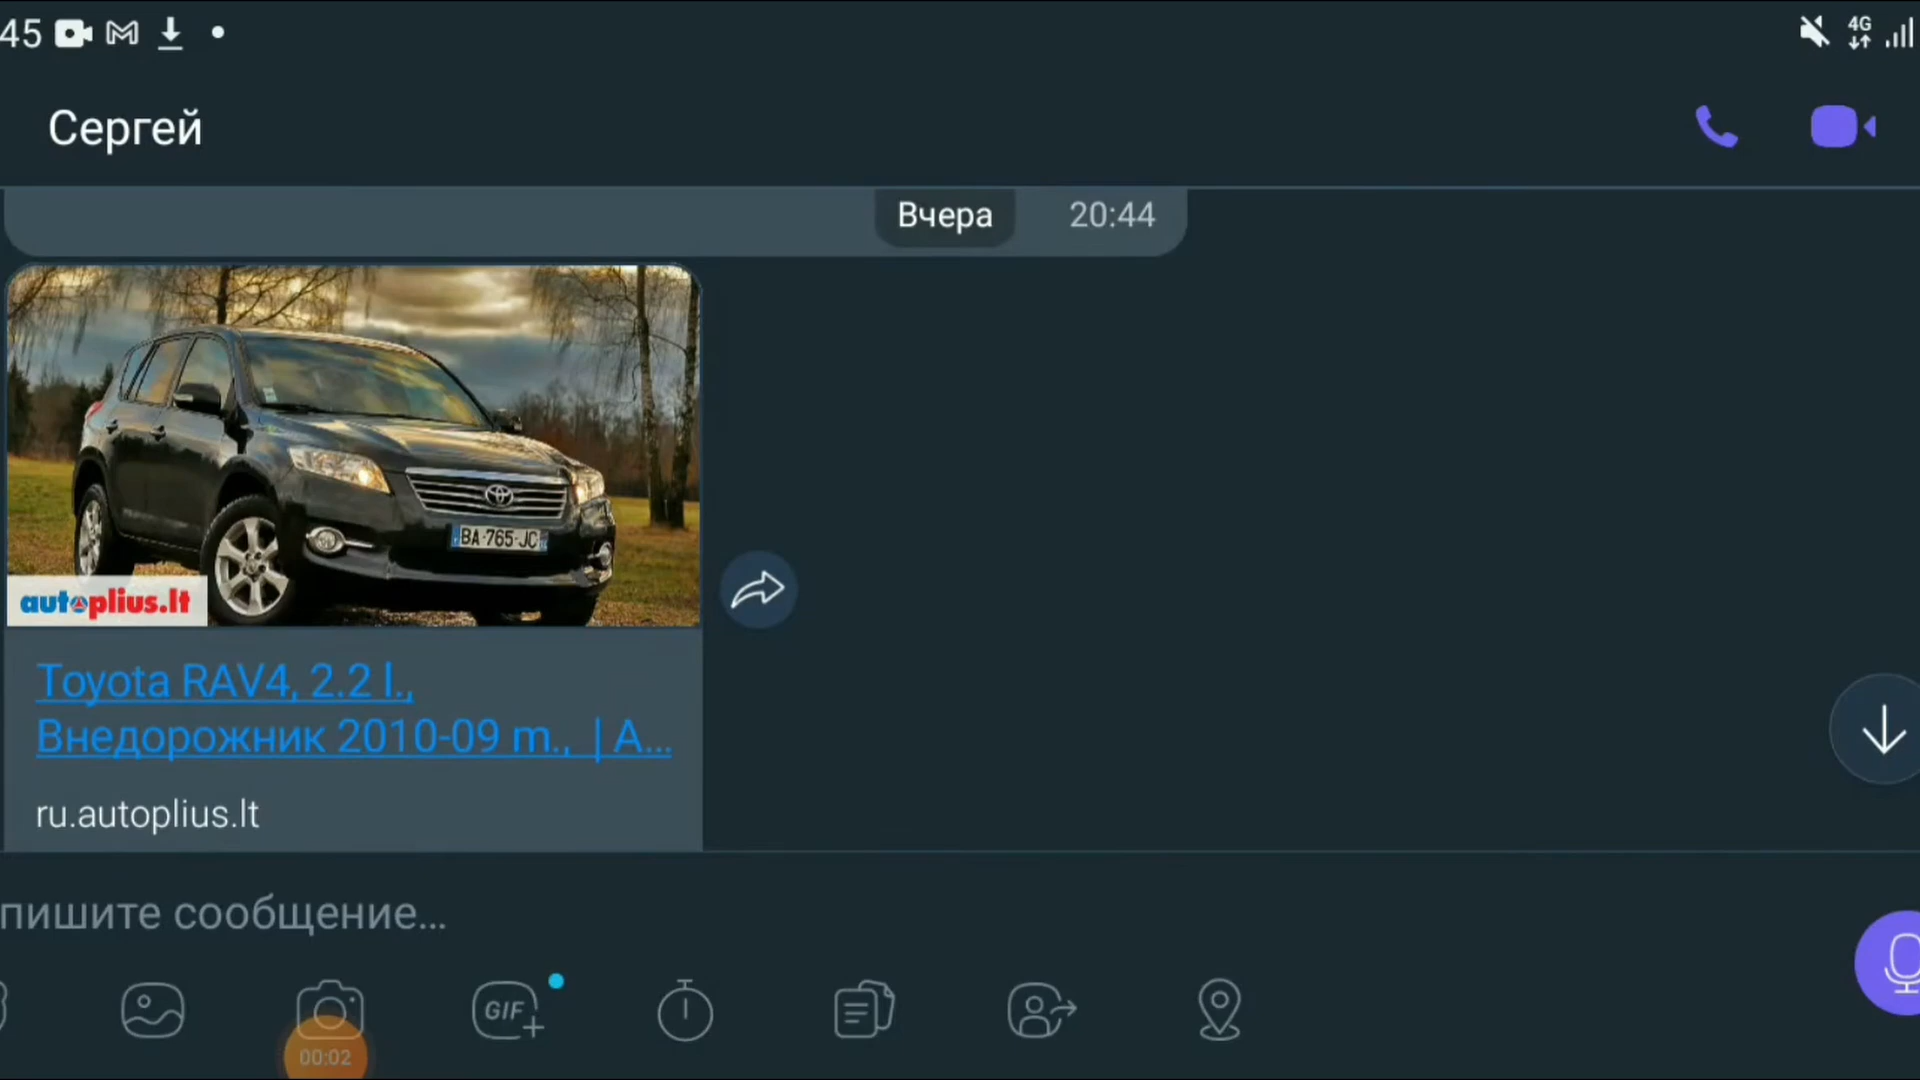 45
4G
Сергей
Вчера
20:44
BA-765-JC
autoplius.lt
Toyota RAV4, 2.2 l.,
Внедорожник 2010-09 m., | A...
ru.autoplius.lt
пишите сообщение...
GIF
00:02